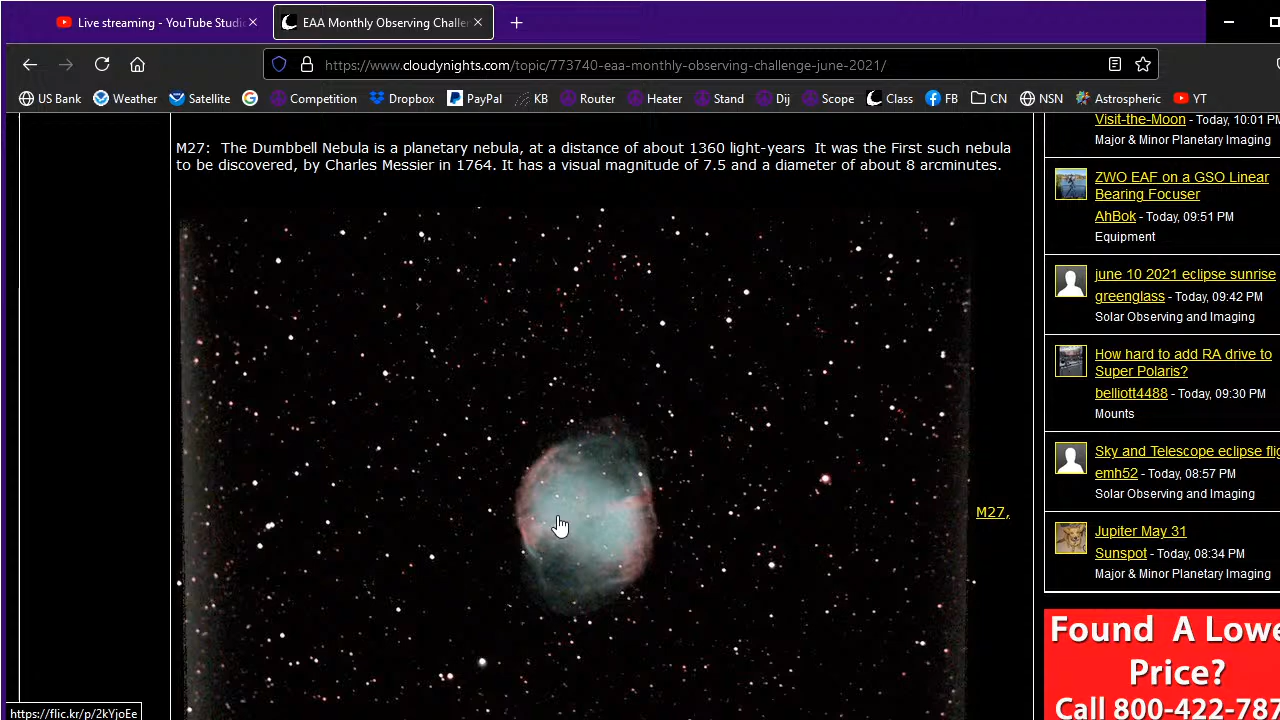 Live streaming - YouTube Studio
EAA Monthly Observing Challe
https://www.cloudynights.com/topic/773740-eaa-monthly-observing-challenge-june-2021/
US Bank Weather Satellite Competition Dropbox PayPal KB Router Heater Stand Dij Scope Class FB CN NSN Astrospheric YT
M27: The Dumbbell Nebula is a planetary nebula, at a distance of about 1360 light-years It was the First such nebula
to be discovered, by Charles Messier in 1764. It has a visual magnitude of 7.5 and a diameter of about 8 arcminutes.
M27,
Visit-the-Moon - Today, 10:01 PM
Major & Minor Planetary Imaging
ZWO EAF on a GSO Linear
Bearing Focuser
AhBok - Today, 09:51 PM
Equipment
june 10 2021 eclipse sunrise
greenglass - Today, 09:42 PM
Solar Observing and Imaging
How hard to add RA drive to
Super Polaris?
belliott4488 - Today, 09:30 PM
Mounts
Sky and Telescope eclipse fli
emh52 - Today, 08:57 PM
Solar Observing and Imaging
Jupiter May 31
Sunspot - Today, 08:34 PM
Major & Minor Planetary Imaging
Found A Lowe
Price?
Call 800-422-787
https://flic.kr/p/2kYjoEe